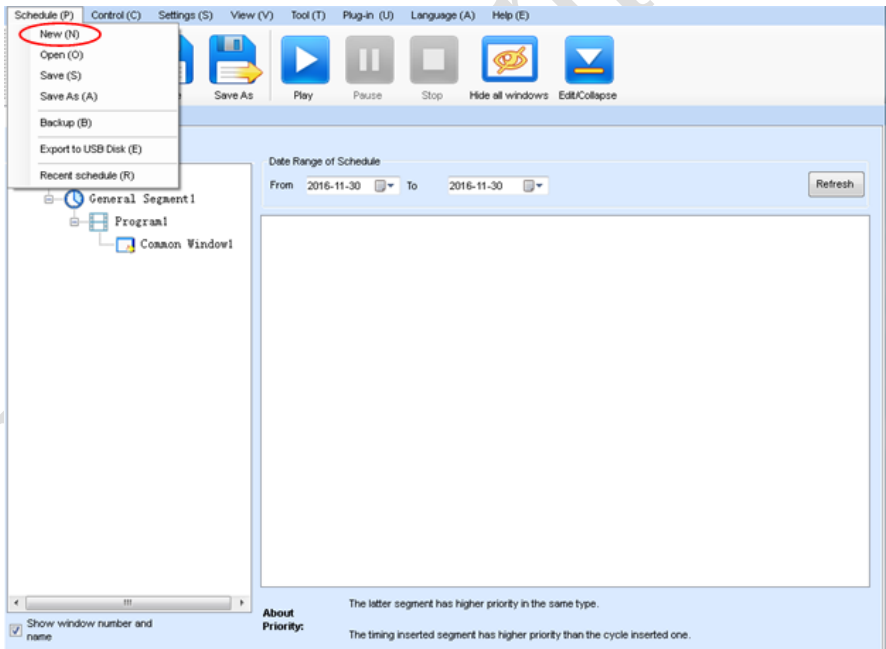 Schedule (P) Control (C) Settings (S) View (V) Tool (T) Plug-in (U) Language (A) Help (E)
New (N)
Open (O)
Save (S)
Save As (A)
Backup (B)
Export to USB Disk (E)
Recent schedule (R)
Save As Play Pause Stop Hide all windows Edit/Collapse
Date Range of Schedule
From 2016-11-30 To 2016-11-30 Refresh
General Segment1
Program1
Common Window1
Show window number and
name
About
Priority:
The latter segment has higher priority in the same type.
The timing inserted segment has higher priority than the cycle inserted one.